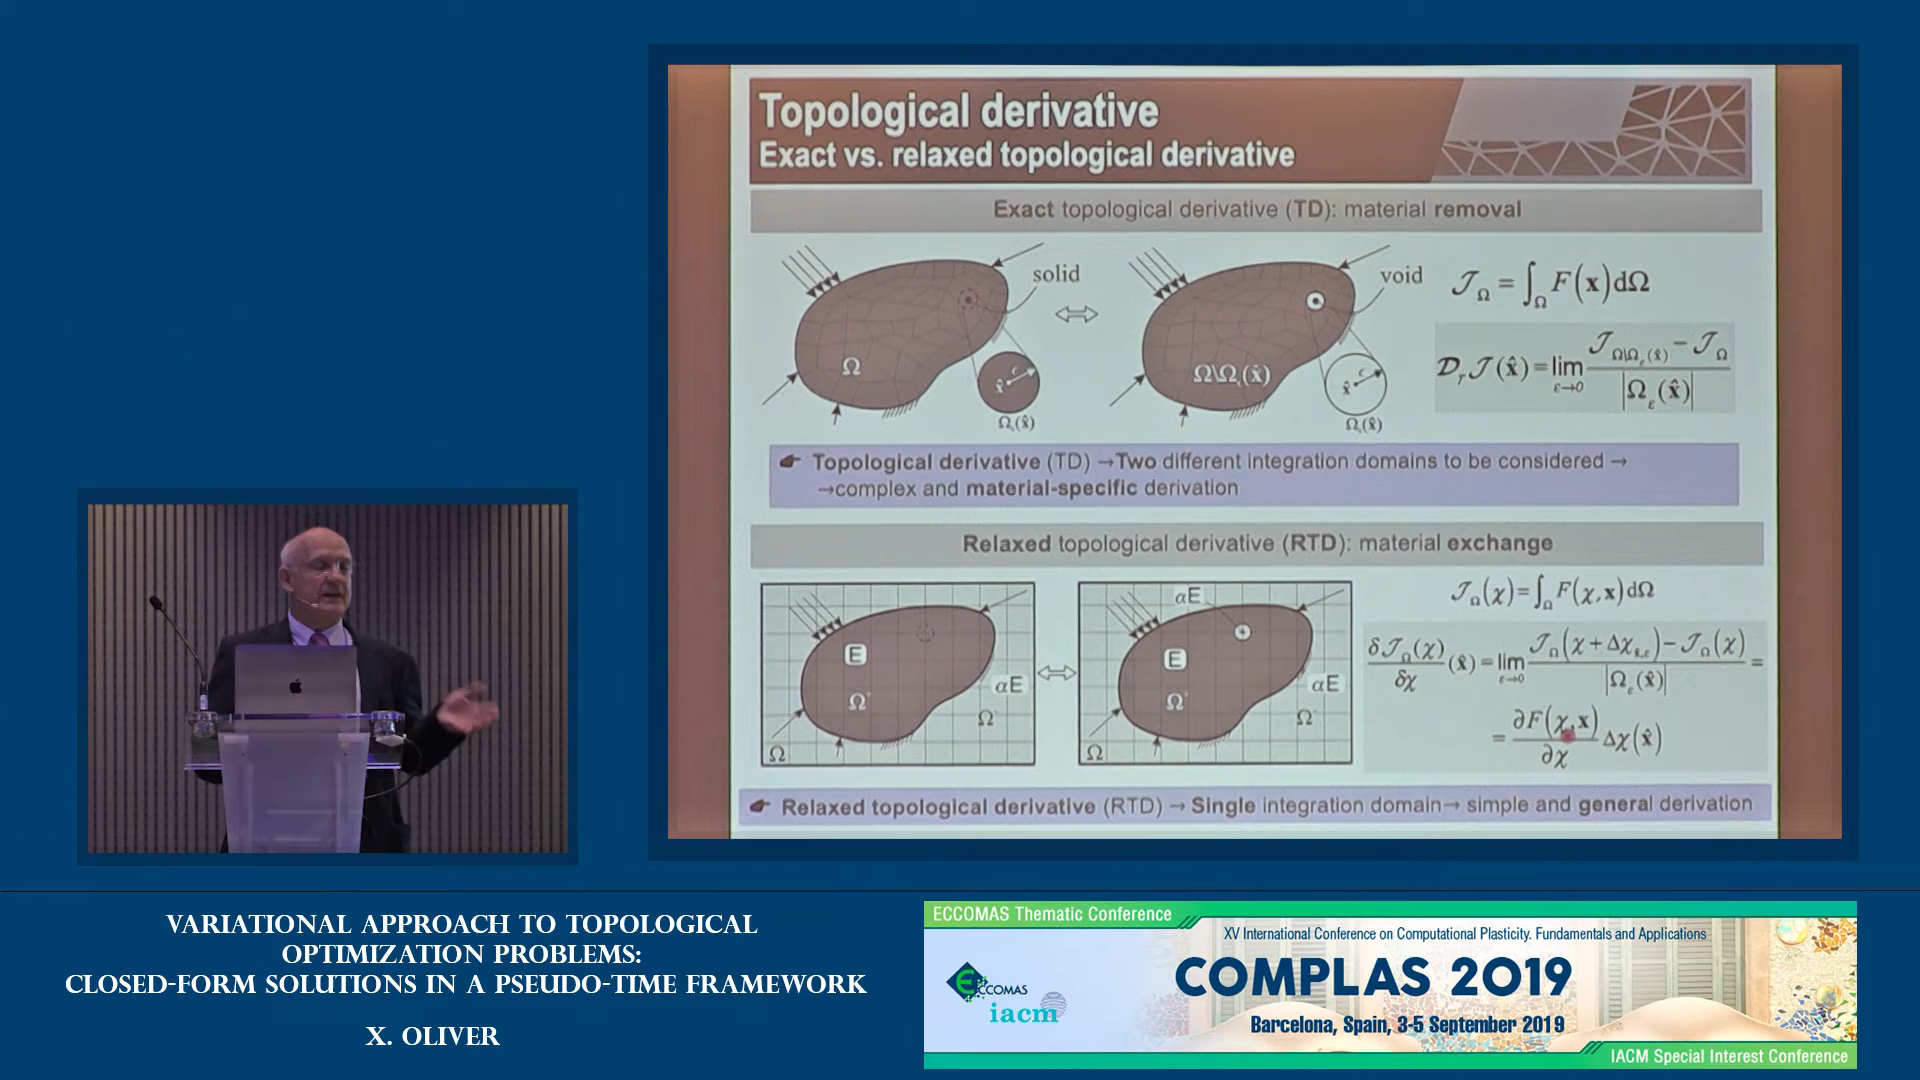 Topological derivative
Exact vs. relaxed topological derivative
Exact topological derivative (TD): material removal
solid
void
Ω
Ω\Ω_ε(x̂)
x̂ ε
x̂ ε
Ω_ε(x̂)
Ω_ε(x̂)
𝒥_Ω = ∫_Ω F(x)dΩ
𝒟_T 𝒥(x̂) = lim_{ε→0} (𝒥_{Ω\Ω_ε(x̂)} − 𝒥_Ω) / |Ω_ε(x̂)|
Topological derivative (TD) →Two different integration domains to be considered →
→complex and material-specific derivation
Relaxed topological derivative (RTD): material exchange
E
Ω⁺
αE
Ω⁻
Ω
αE
E
Ω⁺
αE
Ω⁻
Ω
𝒥_Ω(χ) = ∫_Ω F(χ,x)dΩ
δ𝒥_Ω(χ)/δχ (x̂) = lim_{ε→0} (𝒥_Ω(χ+Δχ_{x̂,ε}) − 𝒥_Ω(χ)) / |Ω_ε(x̂)| =
= ∂F(χ,x)/∂χ Δχ(x̂)
Relaxed topological derivative (RTD) → Single integration domain→ simple and general derivation
VARIATIONAL APPROACH TO TOPOLOGICAL
OPTIMIZATION PROBLEMS:
CLOSED-FORM SOLUTIONS IN A PSEUDO-TIME FRAMEWORK
X. OLIVER
ECCOMAS Thematic Conference
XV International Conference on Computational Plasticity. Fundamentals and Applications
ECCOMAS
iacm
COMPLAS 2019
Barcelona, Spain, 3-5 September 2019
IACM Special Interest Conference